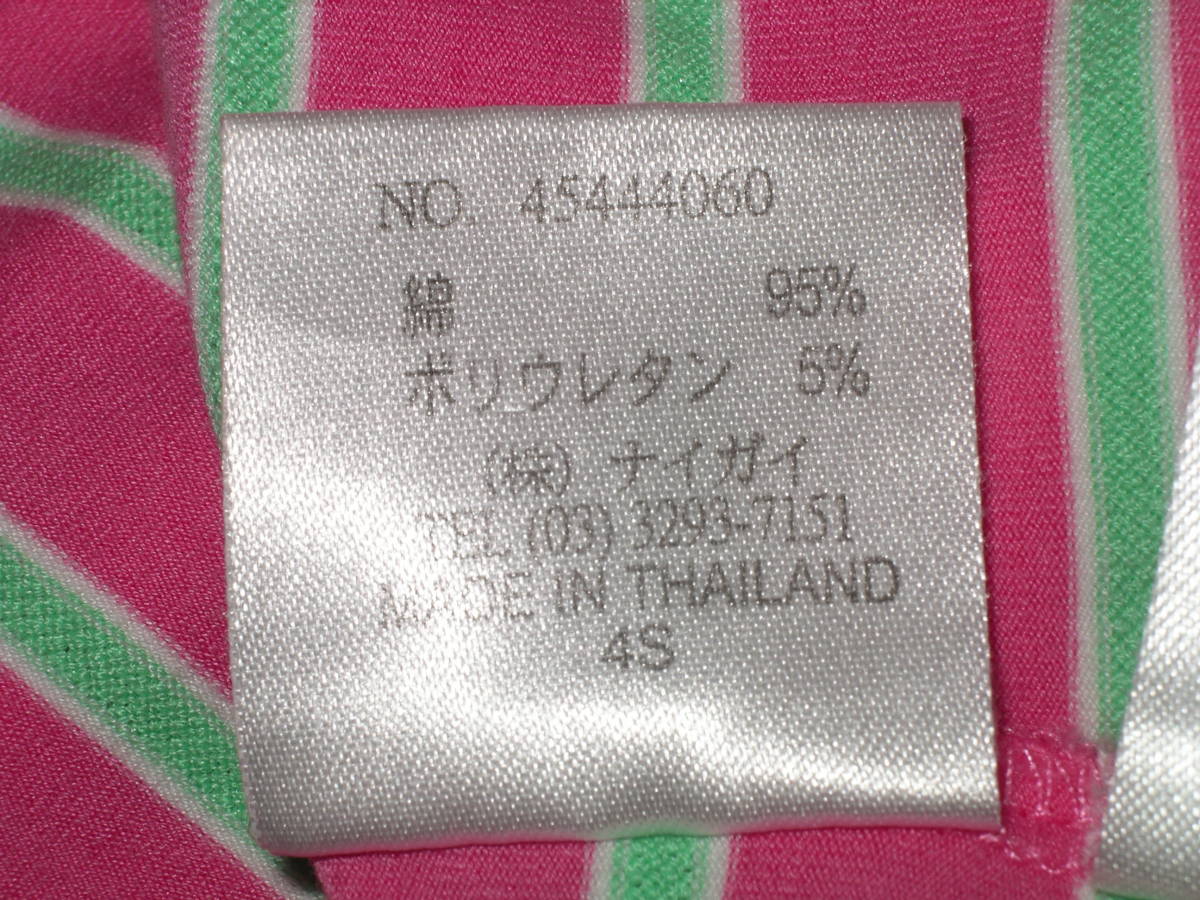 NO. 45444060
綿 95%
ポリウレタン 5%
(株) ナイガイ
TEL (03) 3293-7151
MADE IN THAILAND
4S